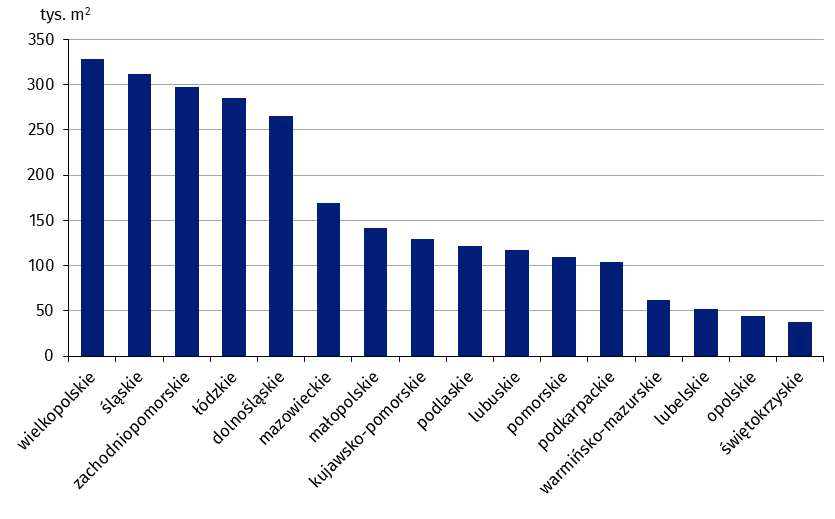 tys. m²
350
300
250
200
150
100
50
0
wielkopolskie
śląskie
zachodniopomorskie
łódzkie
dolnośląskie
mazowieckie
małopolskie
kujawsko-pomorskie
podlaskie
lubuskie
pomorskie
podkarpackie
warmińsko-mazurskie
lubelskie
opolskie
świętokrzyskie